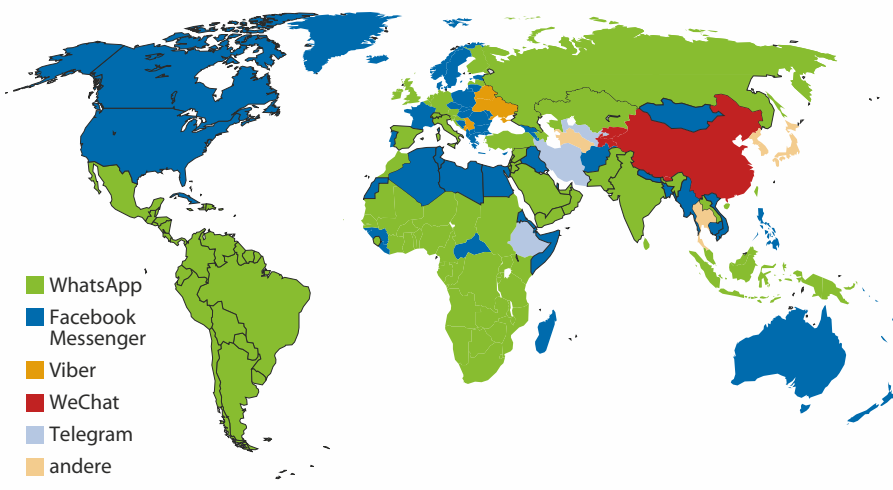 WhatsApp
Facebook
Messenger
Viber
WeChat
Telegram
andere